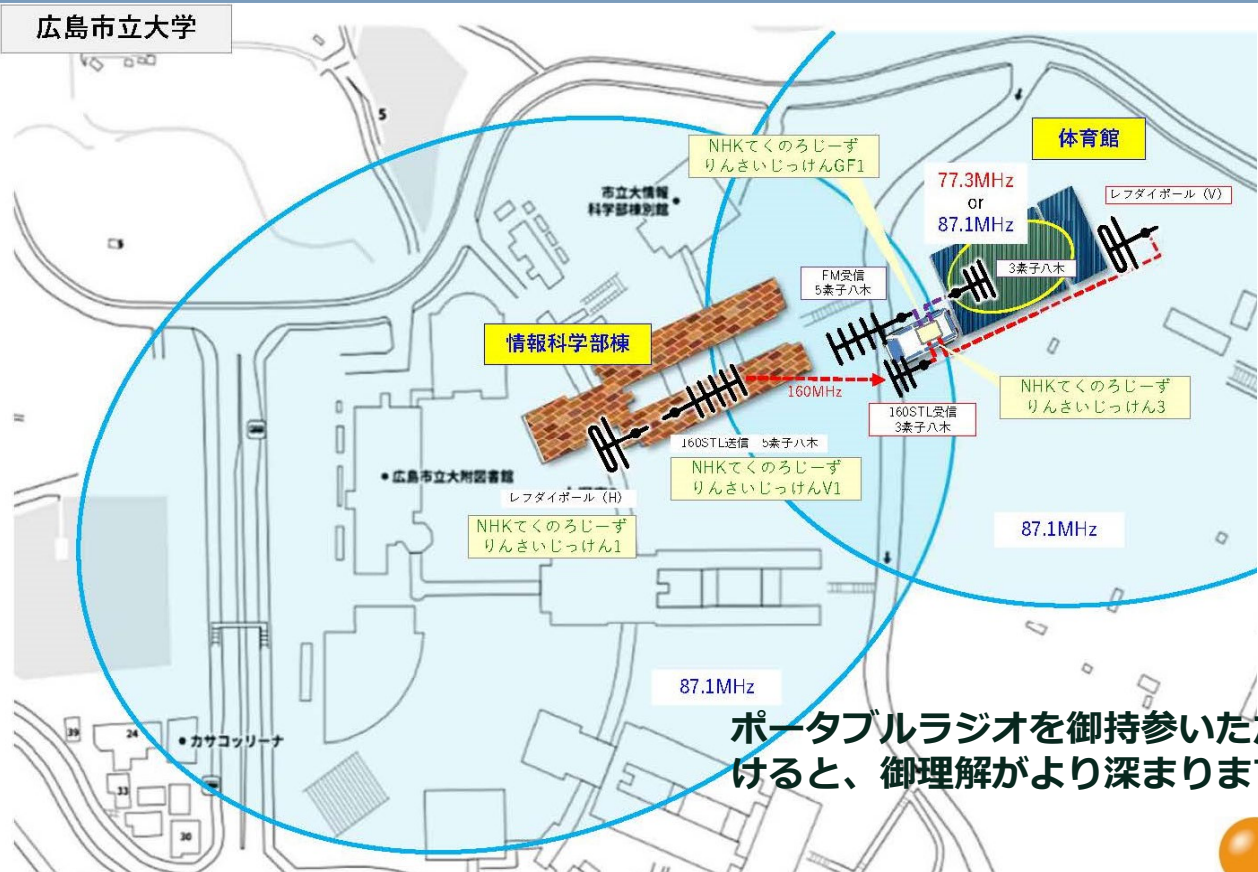 広島市立大学
5
5
市立大情報
科学部棟別館
NHKてくのろじーず
りんさいじっけんGF1
体育館
77.3MHz
or
87.1MHz
レフダイポール（V）
3素子八木
FM受信
5素子八木
情報科学部棟
160MHz
160STL受信
3素子八木
NHKてくのろじーず
りんさいじっけん3
160STL送信 5素子八木
NHKてくのろじーず
りんさいじっけんV1
広島市立大附図書館
レフダイポール（H）
NHKてくのろじーず
りんさいじっけん1
87.1MHz
87.1MHz
39
24
カサコッリーナ
33
30
ポータブルラジオを御持参いただ
けると、御理解がより深まります